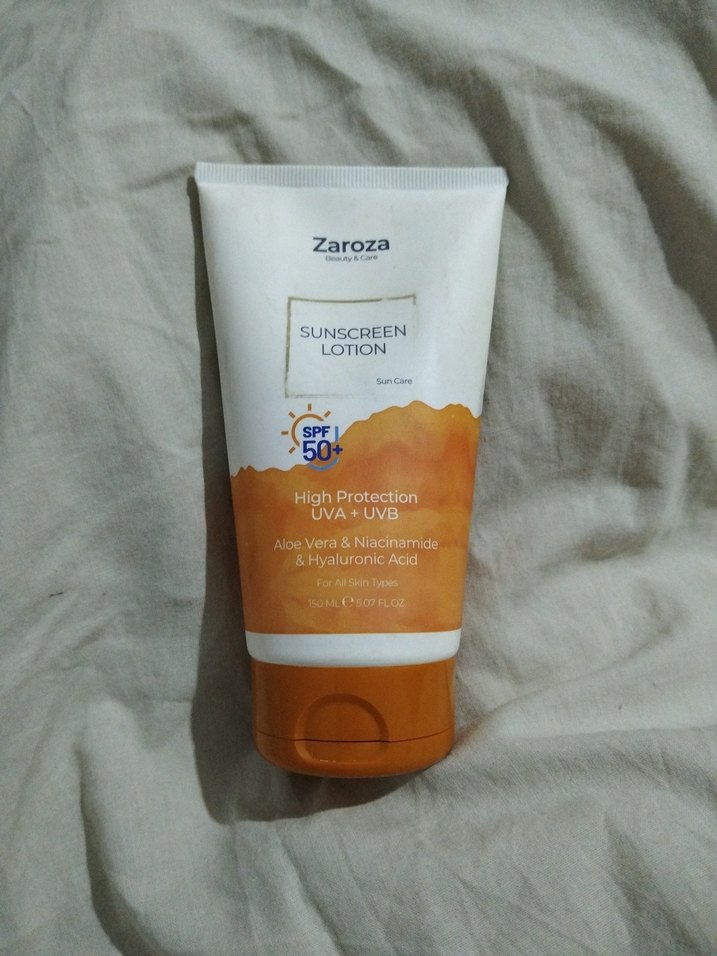 Zaroza
Beauty & Care
SUNSCREEN
LOTION
Sun Care
SPF
50+
High Protection
UVA + UVB
Aloe Vera & Niacinamide
& Hyaluronic Acid
For All Skin Types
150 ML ℮ 5.07 FL.OZ.